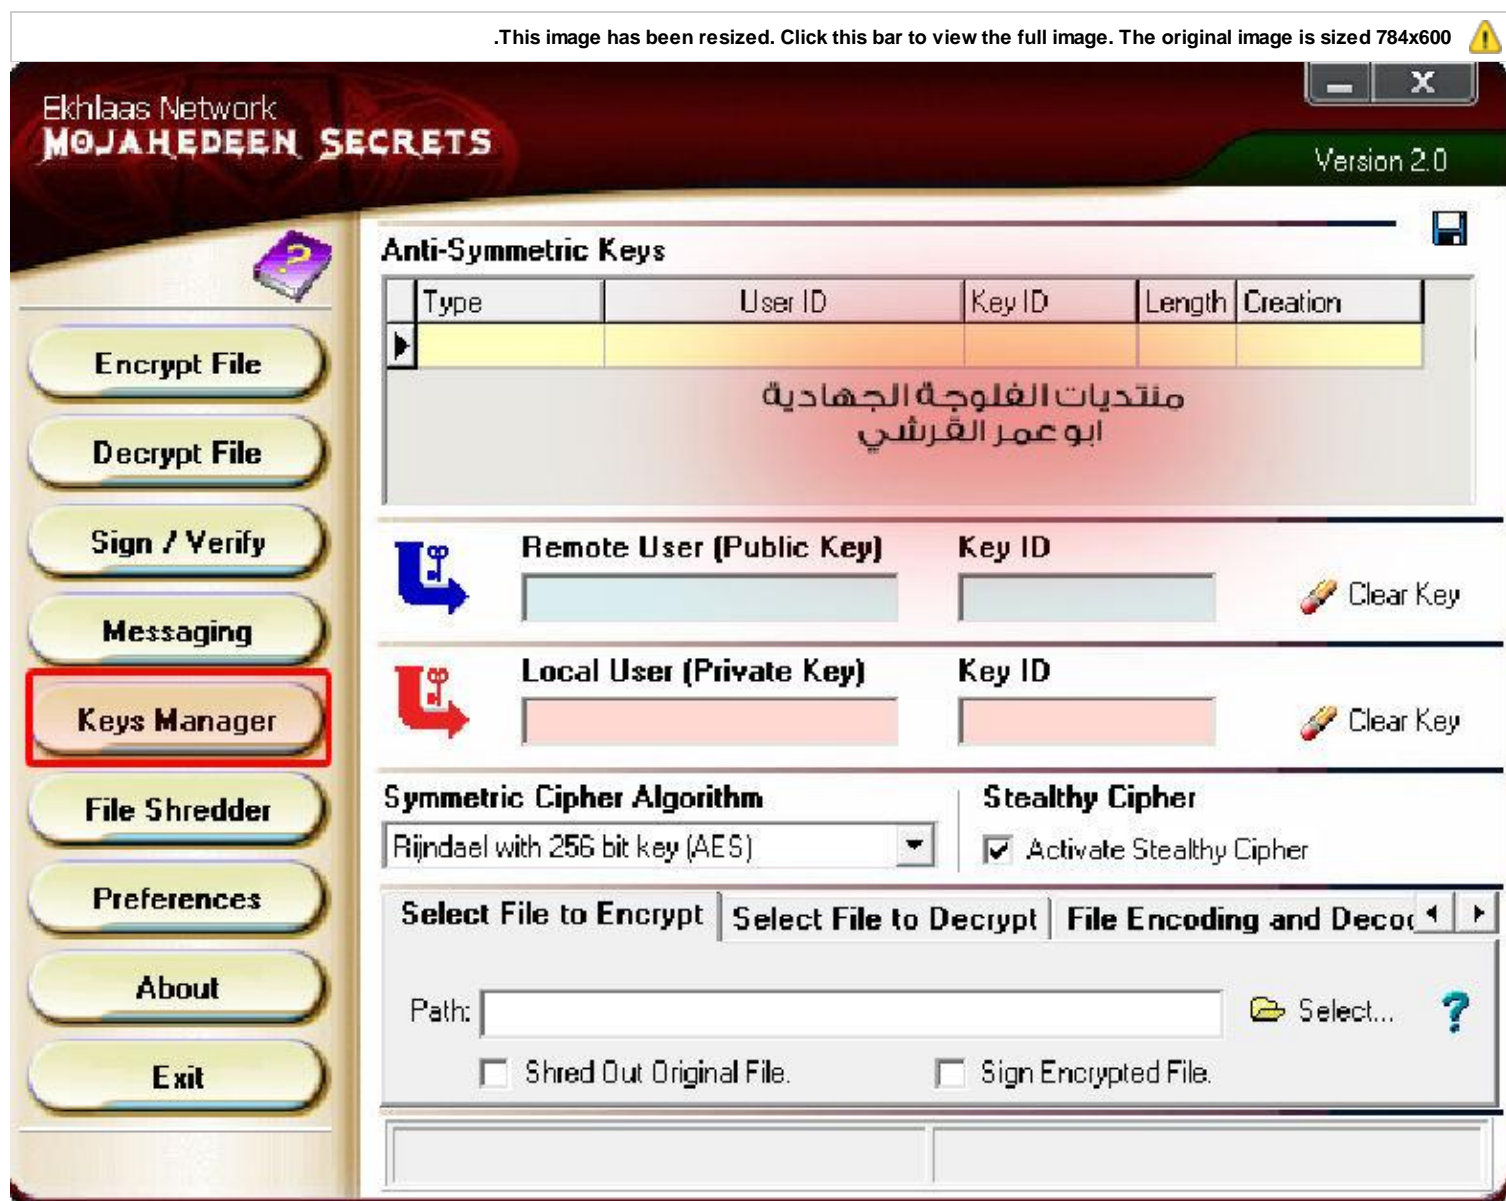 .This image has been resized. Click this bar to view the full image. The original image is sized 784x600
Ekhlaas Network
MOJAHEDEEN SECRETS
X
Version 2.0
Anti-Symmetric Keys
Type User ID Key ID Length Creation
منتديات الفلوجة الجهادية
ابو عمر القرشي
Encrypt File
Decrypt File
Sign / Verify
Messaging
Keys Manager
File Shredder
Preferences
About
Exit
Remote User (Public Key) Key ID
Clear Key
Local User (Private Key) Key ID
Clear Key
Symmetric Cipher Algorithm Stealthy Cipher
Rijndael with 256 bit key (AES) Activate Stealthy Cipher
Select File to Encrypt Select File to Decrypt File Encoding and Decoc
Path: Select... ?
Shred Out Original File. Sign Encrypted File.